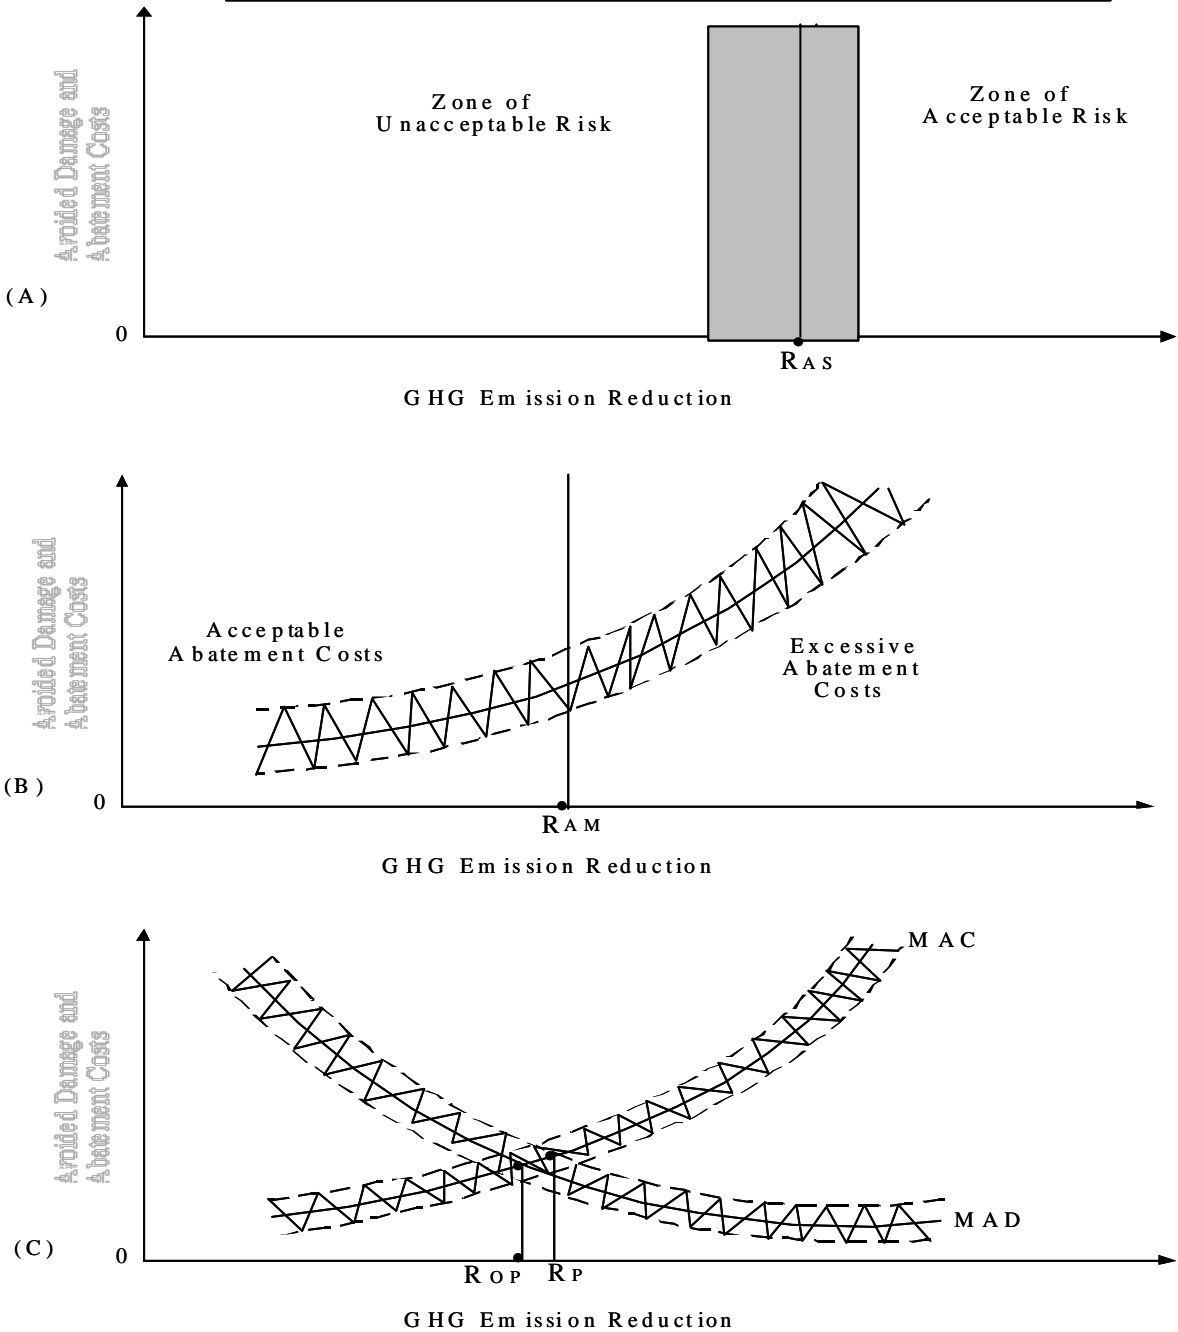 Avoided Damage and
Abatement Costs
Zone of
Unacceptable Risk
Zone of
Acceptable Risk
(A)
0
RAS
GHG Emission Reduction
Avoided Damage and
Abatement Costs
Acceptable
Abatement Costs
Excessive
Abatement
Costs
(B)
0
RAM
GHG Emission Reduction
Avoided Damage and
Abatement Costs
MAC
MAD
(C)
0
ROP
RP
GHG Emission Reduction